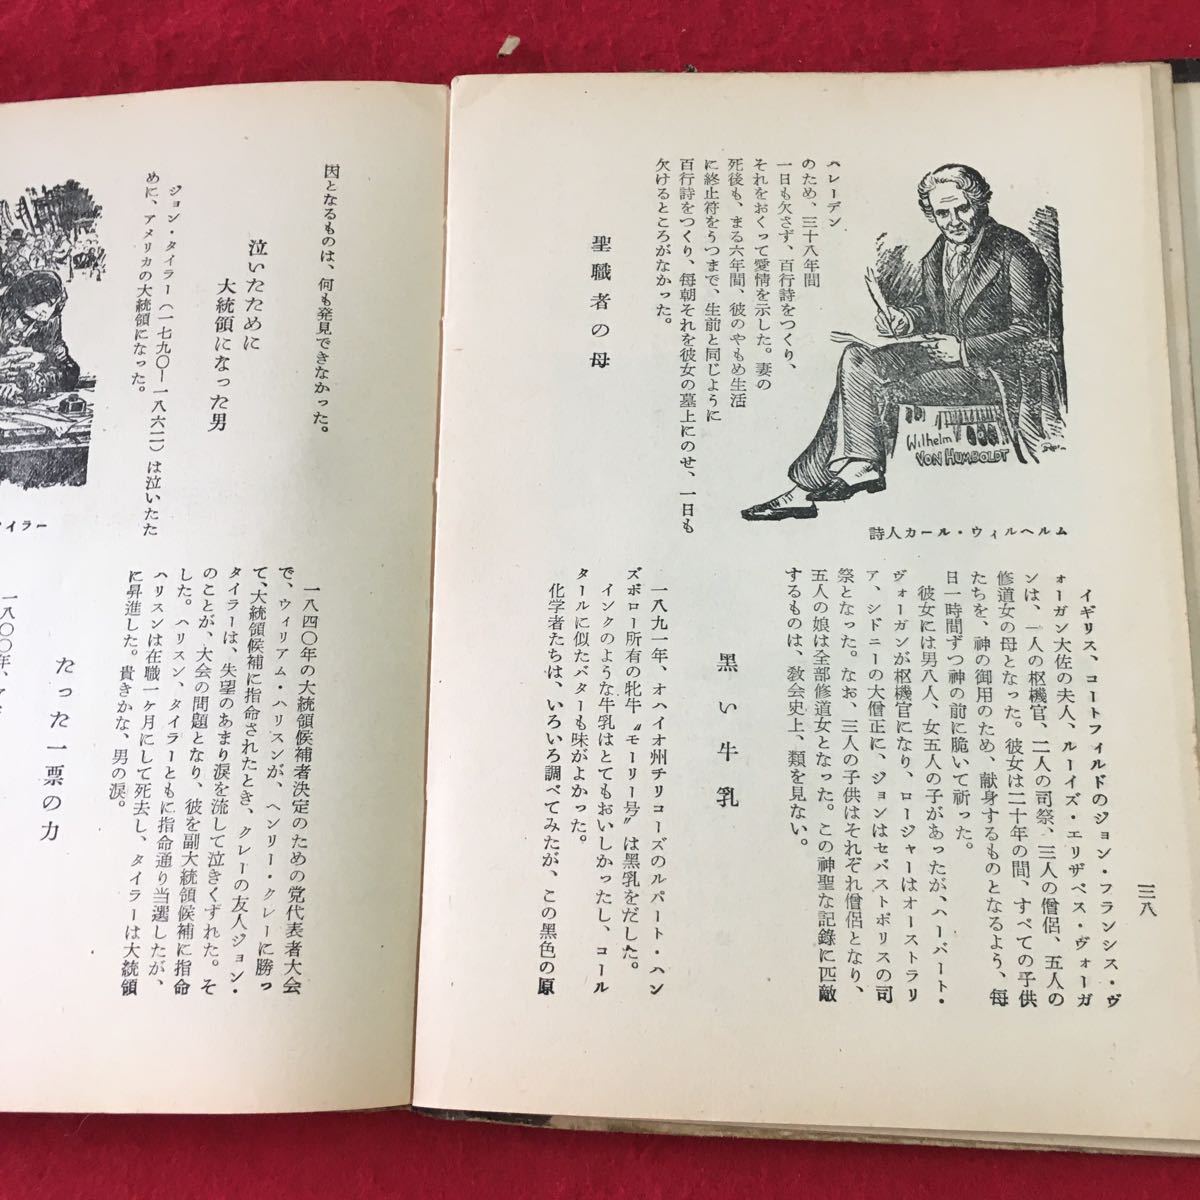 三八
Wilhelm
VON HUMBOLDT
詩人カール・ウィルヘルム
ハレーデン
のため、三十八年間
一日も欠さず、百行詩をつくり、
それをおくって愛情を示した。妻の
死後も、まる六年間、彼のやもめ生活
に終止符をうつまで、生前と同じように
百行詩をつくり、毎朝それを彼女の墓上にのせ、一日も
欠けるところがなかった。
聖職者の母
イギリス、コートフィルドのジョン・フランシス・ヴ
ォーガン大佐の夫人、ルーイズ・エリザベス・ヴォーガ
ンは、一人の枢機官、二人の司祭、三人の僧侶、五人の
修道女の母となった。彼女は二十年の間、すべての子供
たちを、神の御用のため、献身するものとなるよう、毎
日一時間ずつ神の前に跪いて祈った。
彼女には男八人、女五人の子があったが、ハーバート・
ヴォーガンが枢機官になり、ロージャーはオーストラリ
ア、シドニーの大僧正に、ジョンはセバストポリスの司
祭となった。なお、三人の子供はそれぞれ僧侶となり、
五人の娘は全部修道女となった。この神聖な記録に匹敵
するものは、教会史上、類を見ない。
黒い牛乳
一八九一年、オハイオ州チリコーズのルパート・ハン
ズボロー所有の牝牛〝モーリー号〟は黒乳をだした。
インクのような牛乳はとてもおいしかったし、コール
タールに似たバターも味がよかった。
化学者たちは、いろいろ調べてみたが、この黒色の原
因となるものは、何も発見できなかった。
泣いたために
大統領になった男
ジョン・タイラー（一七九〇—一八六二）は泣いたた
めに、アメリカの大統領になった。
イラー
一八四〇年の大統領候補者決定のための党代表者大会
で、ウィリアム・ハリスンが、ヘンリー・クレーに勝っ
て、大統領候補に指命されたとき、クレーの友人ジョン・
タイラーは、失望のあまり涙を流して泣きくずれた。そ
のことが、大会の問題となり、彼を副大統領候補に指命
した。ハリスン、タイラーともに指命通り当選したが、
ハリスンは在職一ヶ月にして死去し、タイラーは大統領
に昇進した。貴きかな、男の涙。
たった一票の力
一八〇〇年、